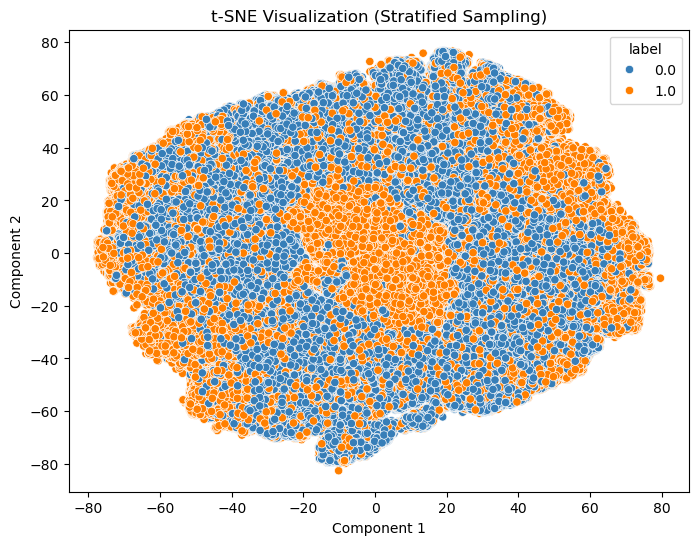 t-SNE Visualization (Stratified Sampling)
label
0.0
1.0
80
60
40
20
0
−20
−40
−60
−80
Component 2
−80 −60 −40 −20 0 20 40 60 80
Component 1